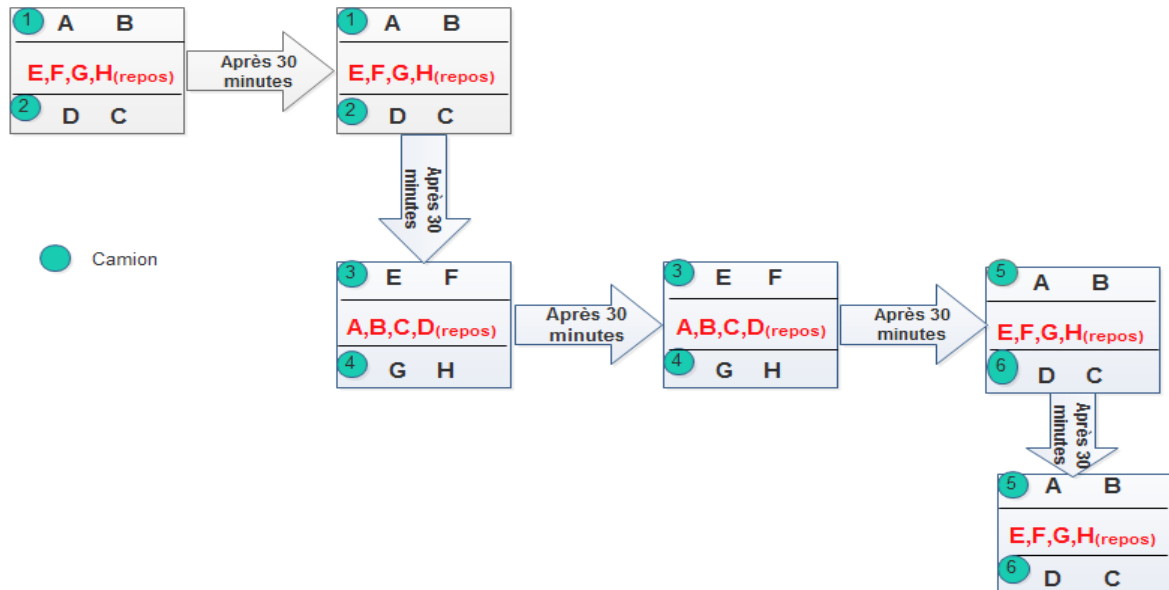 1 A B
E,F,G,H(repos)
2 D C
Après 30
minutes
1 A B
E,F,G,H(repos)
2 D C
Après 30
minutes
Camion
3 E F
A,B,C,D(repos)
4 G H
Après 30
minutes
3 E F
A,B,C,D(repos)
4 G H
Après 30
minutes
5 A B
E,F,G,H(repos)
6 D C
Après 30
minutes
5 A B
E,F,G,H(repos)
6 D C